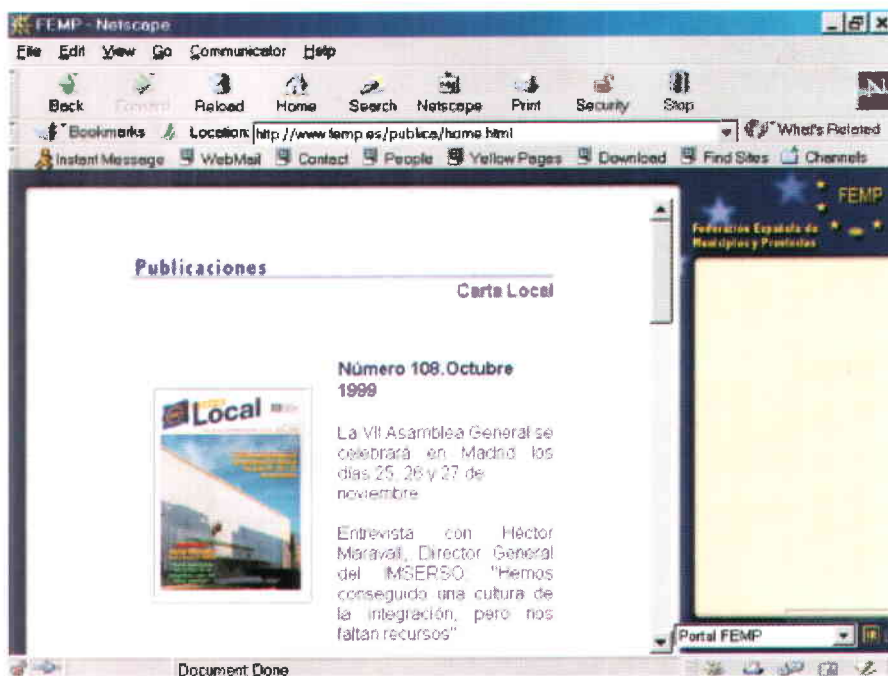 FEMP - Netscape
File Edit View Go Communicator Help
Back Forward Reload Home Search Netscape Print Security Stop
Bookmarks Location: http://www.femp.es/publica/home.html What's Related
Instant Message WebMail Contact People Yellow Pages Download Find Sites Channels
FEMP
Federación Española de
Municipios y Provincias
Publicaciones
Carta Local
Número 108.Octubre
1999
Local
La VII Asamblea General se
celebrará en Madrid los
días 25, 26 y 27 de
noviembre
Entrevista con Héctor
Maravall, Director General
del IMSERSO: "Hemos
conseguido una cultura de
la integración, pero nos
faltan recursos"
Portal FEMP
Document Done